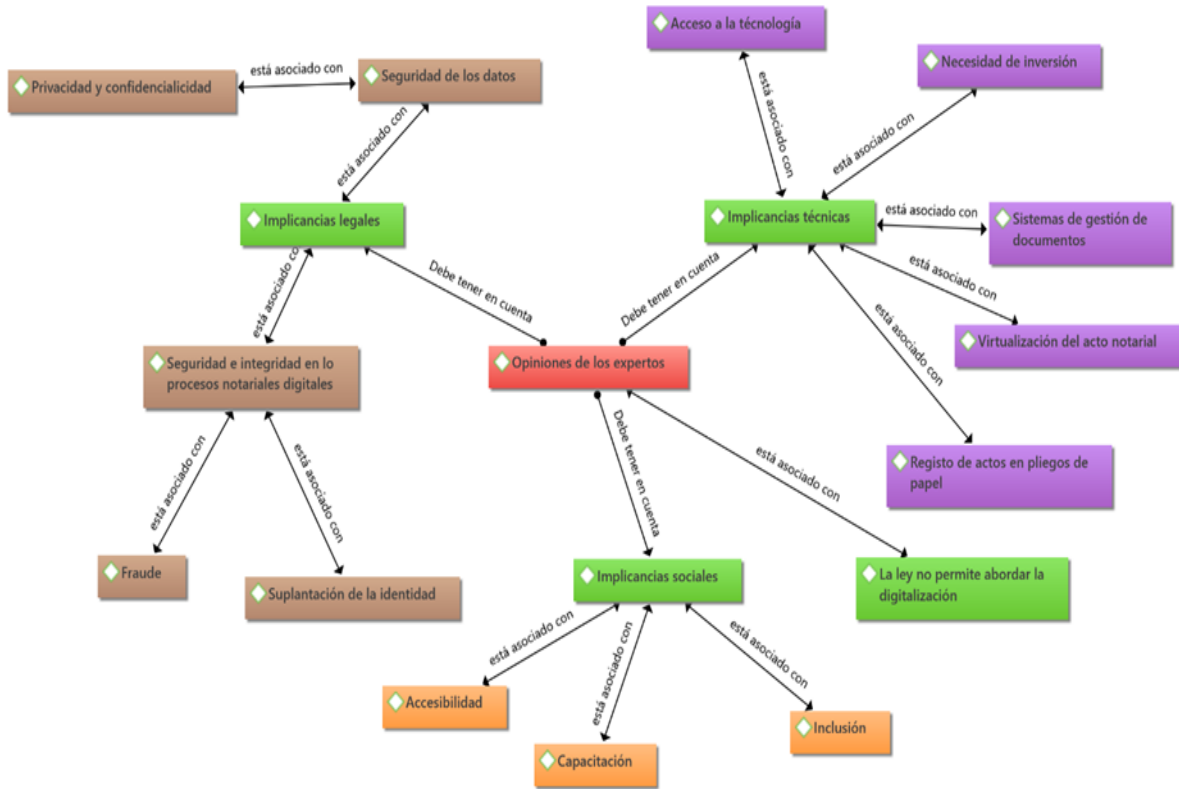 Acceso a la técnología
Necesidad de inversión
está asociado con
Privacidad y confidencialicidad
Seguridad de los datos
está asociado con
está asociado con
está asociado con
Implicancias legales
Implicancias técnicas
está asociado con
Sistemas de gestión de
documentos
está asociado co
Debe tener en cuenta
Debe tener en cuenta
está asociado con
Virtualización del acto notarial
está asociado con
Seguridad e integridad en lo
procesos notariales digitales
Opiniones de los expertos
está asociado con
está asociado con
Debe tener en cuenta
está asociado con
Registo de actos en pliegos de
papel
Fraude
Suplantación de la identidad
Implicancias sociales
La ley no permite abordar la
digitalización
está asociado con
está asociado con
está asociado con
Accesibilidad
Capacitación
Inclusión